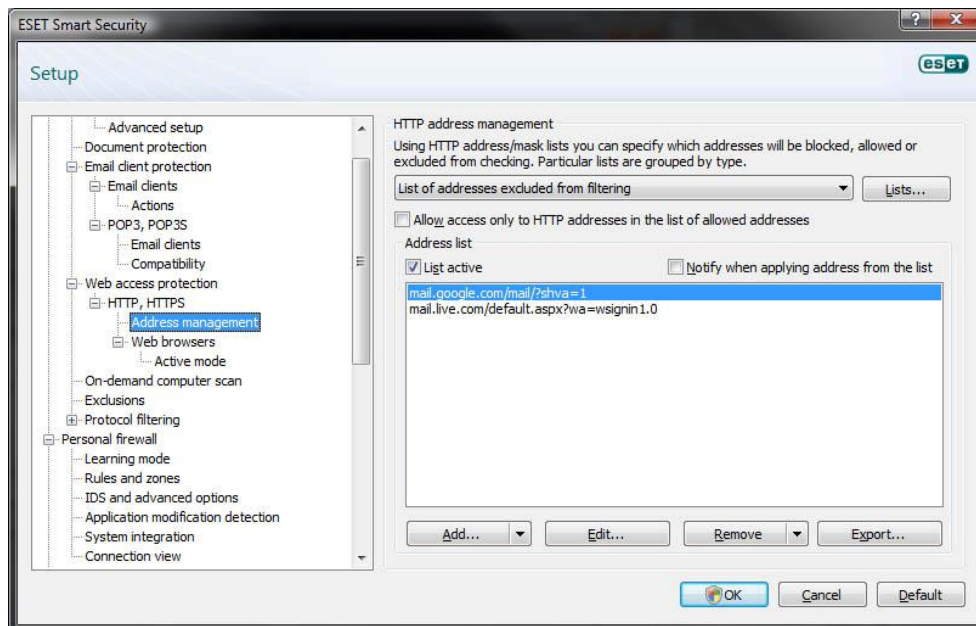 ESET Smart Security
Setup
eset
Advanced setup
Document protection
Email client protection
Email clients
Actions
POP3, POP3S
Email clients
Compatibility
Web access protection
HTTP, HTTPS
Address management
Web browsers
Active mode
On-demand computer scan
Exclusions
Protocol filtering
Personal firewall
Learning mode
Rules and zones
IDS and advanced options
Application modification detection
System integration
Connection view
HTTP address management
Using HTTP address/mask lists you can specify which addresses will be blocked, allowed or
excluded from checking. Particular lists are grouped by type.
List of addresses excluded from filtering
Lists...
Allow access only to HTTP addresses in the list of allowed addresses
Address list
List active
Notify when applying address from the list
mail.google.com/mail/?shva=1
mail.live.com/default.aspx?wa=wsignin1.0
Add...
Edit...
Remove
Export...
OK
Cancel
Default